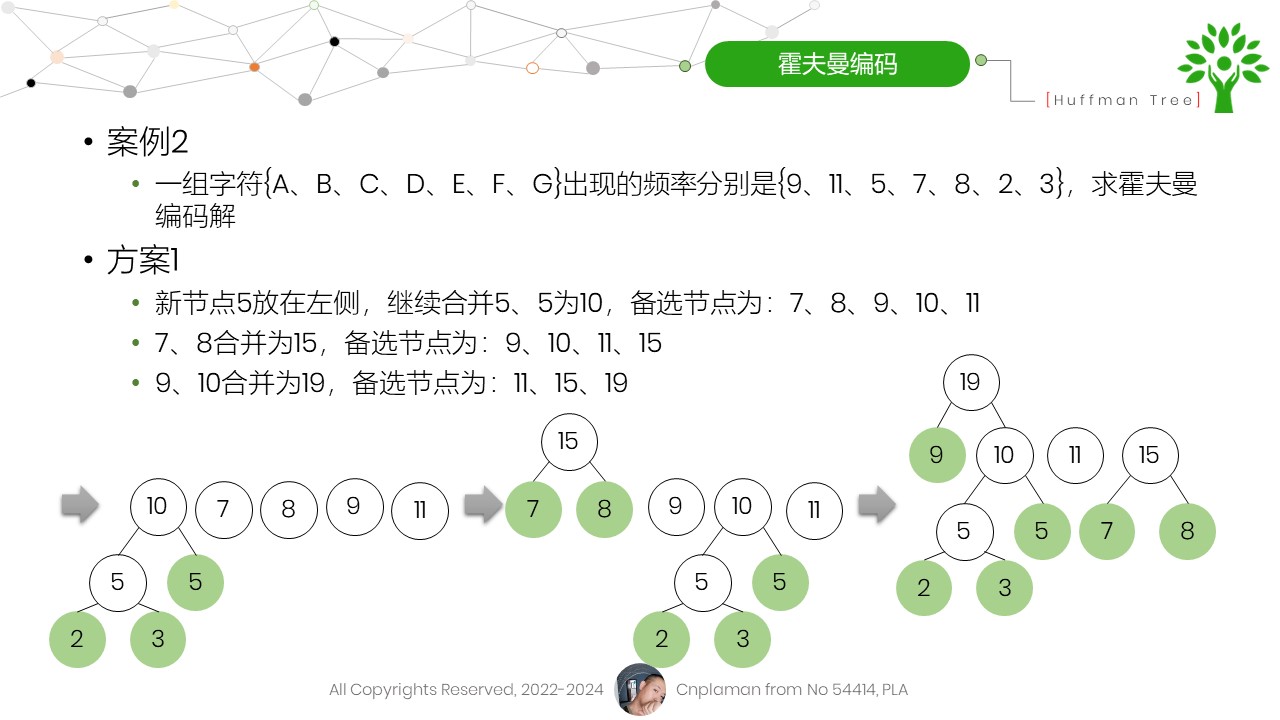 霍夫曼编码
[Huffman Tree]
• 案例2
• 一组字符{A、B、C、D、E、F、G}出现的频率分别是{9、11、5、7、8、2、3}，求霍夫曼
编码解
• 方案1
• 新节点5放在左侧，继续合并5、5为10，备选节点为：7、8、9、10、11
• 7、8合并为15，备选节点为：9、10、11、15
• 9、10合并为19，备选节点为：11、15、19
10 7 8 9 11
5 5
2 3
15
7 8 9 10 11
5 5
2 3
19
9 10 11 15
5 5 7 8
2 3
All Copyrights Reserved, 2022-2024 Cnplaman from No 54414, PLA